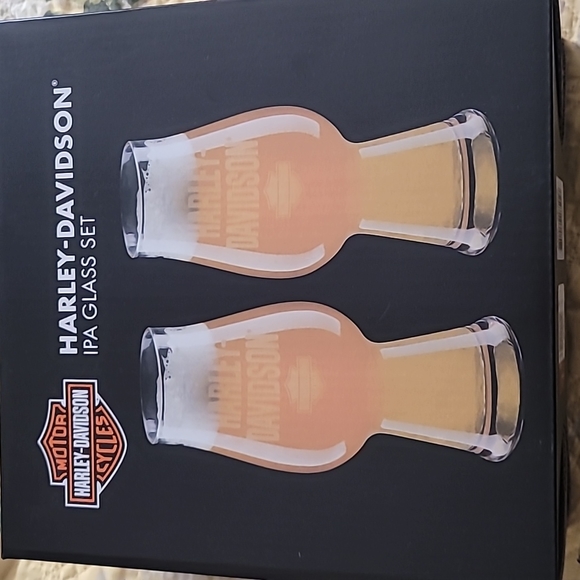 MOTOR
HARLEY-DAVIDSON
CYCLES
HARLEY-DAVIDSON®
IPA GLASS SET
HARLEY-
DAVIDSON
HARLEY-
DAVIDSON